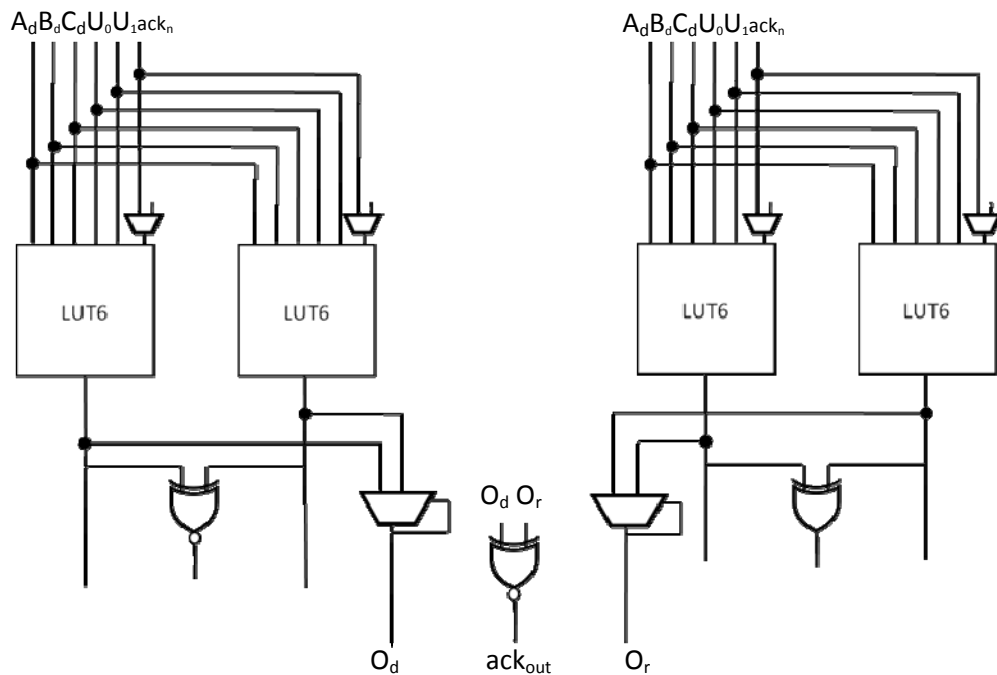 AdBdCdU0U1ackn AdBdCdU0U1ackn
LUT6 LUT6 LUT6 LUT6
Od Or
Od ackout Or